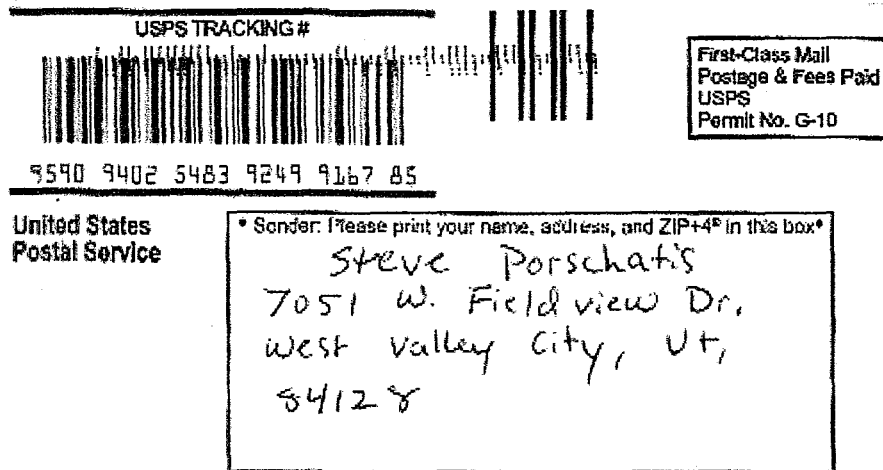 USPS TRACKING #
First-Class Mail
Postage & Fees Paid
USPS
Permit No. G-10
9590 9402 5483 9249 9167 85
United States
Postal Service
• Sender: Please print your name, address, and ZIP+4® in this box•
Steve Porschatis
7051 W. Fieldview Dr.
West Valley City, Ut,
84128